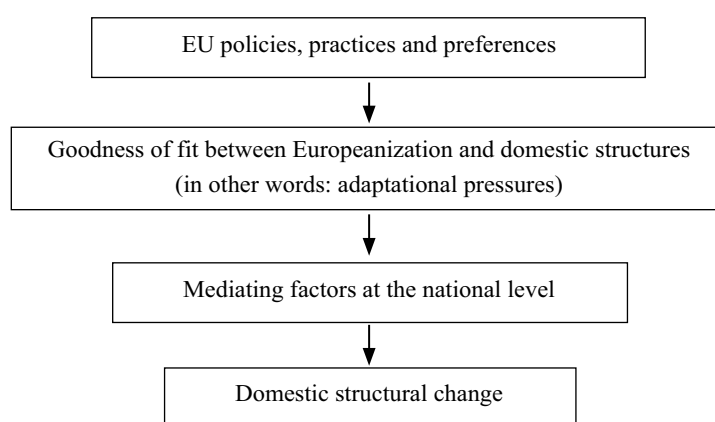 EU policies, practices and preferences
Goodness of fit between Europeanization and domestic structures
(in other words: adaptational pressures)
Mediating factors at the national level
Domestic structural change